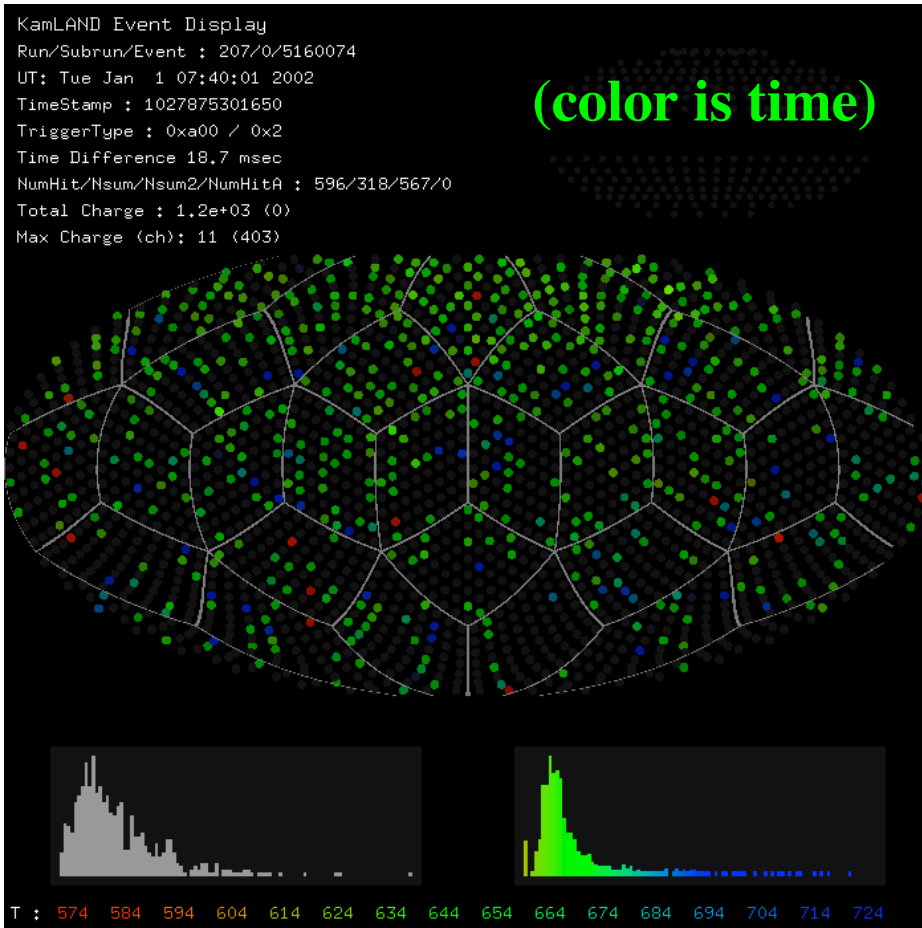 KamLAND Event Display
Run/Subrun/Event : 207/0/5160074
UT: Tue Jan  1 07:40:01 2002
TimeStamp : 1027875301650
TriggerType : 0xa00 / 0x2
Time Difference 18.7 msec
NumHit/Nsum/Nsum2/NumHitA : 596/318/567/0
Total Charge : 1.2e+03 (0)
Max Charge (ch): 11 (403)
(color is time)
T : 574 584 594 604 614 624 634 644 654 664 674 684 694 704 714 724